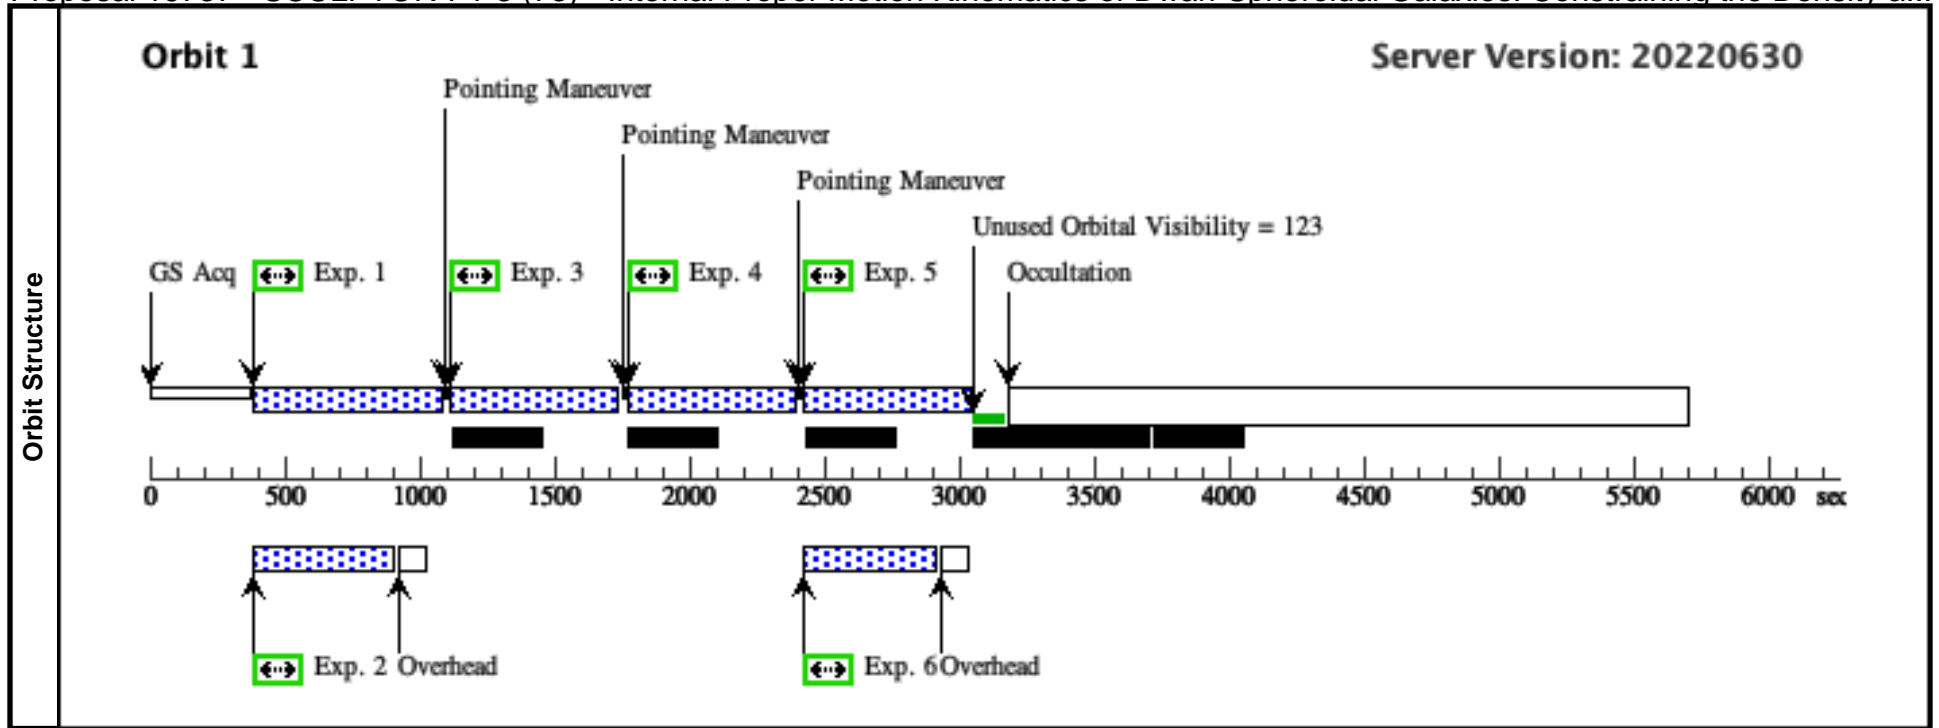 Orbit 1
Server Version: 20220630
Pointing Maneuver
Pointing Maneuver
Pointing Maneuver
Unused Orbital Visibility = 123
GS Acq
Exp. 1
Exp. 3
Exp. 4
Exp. 5
Occultation
Orbit Structure
0 500 1000 1500 2000 2500 3000 3500 4000 4500 5000 5500 6000 sec
Exp. 2 Overhead
Exp. 6 Overhead